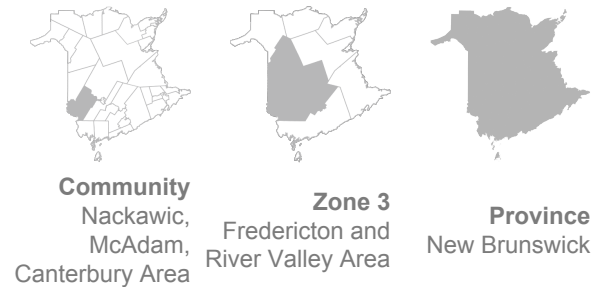 Community
Nackawic,
McAdam,
Canterbury Area
Zone 3
Fredericton and
River Valley Area
Province
New Brunswick